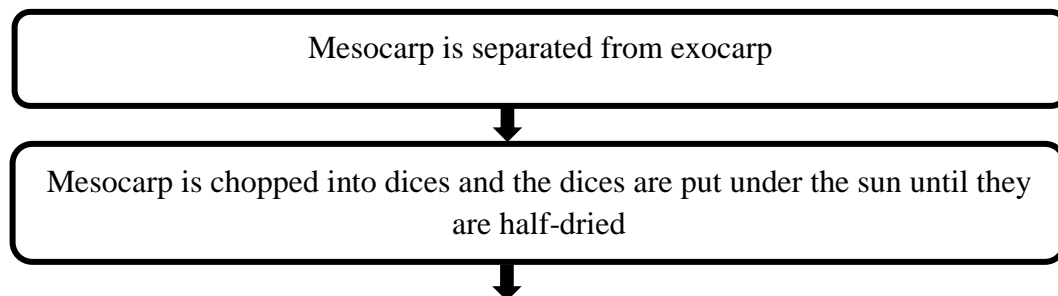 Mesocarp is separated from exocarp
Mesocarp is chopped into dices and the dices are put under the sun until they
are half-dried